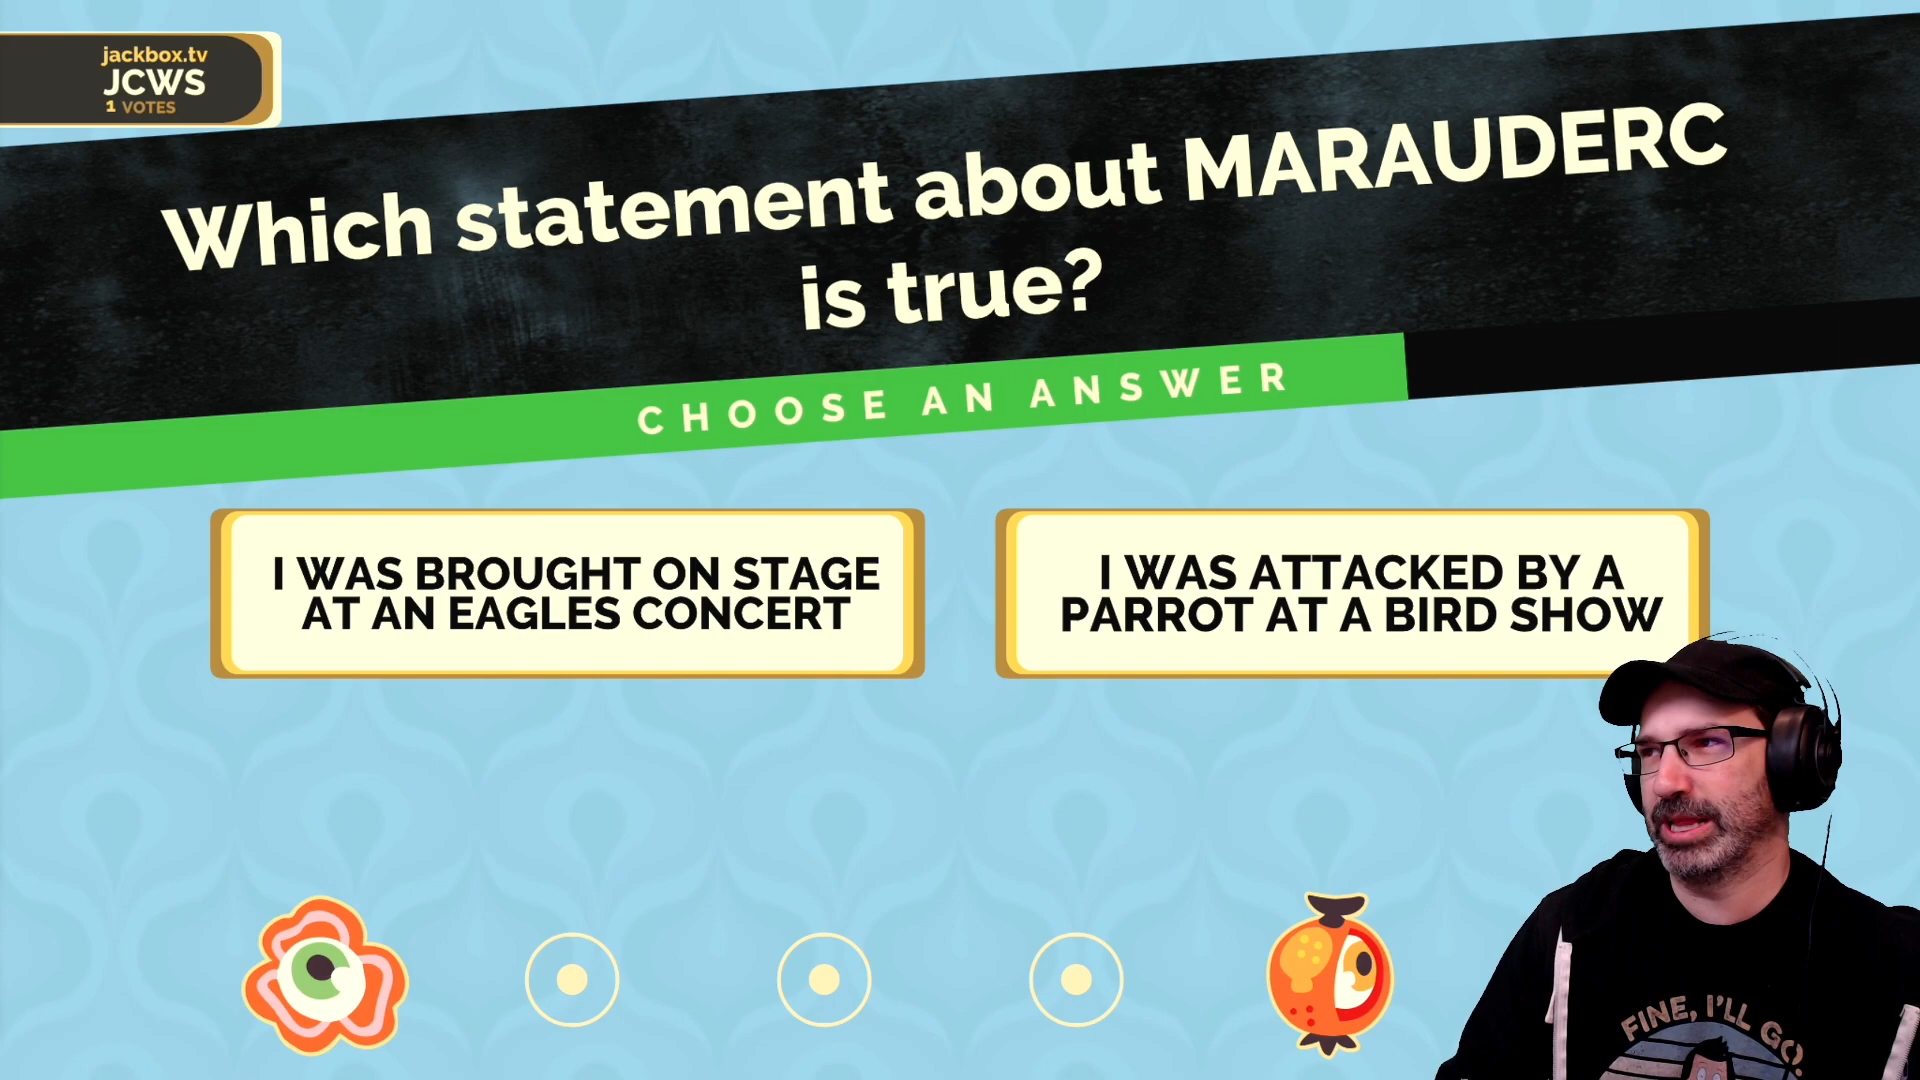 jackbox.tv
JCWS
1 VOTES
Which statement about MARAUDERC
is true?
CHOOSE AN ANSWER
I WAS BROUGHT ON STAGE
AT AN EAGLES CONCERT
I WAS ATTACKED BY A
PARROT AT A BIRD SHOW
FINE, I'LL GO.